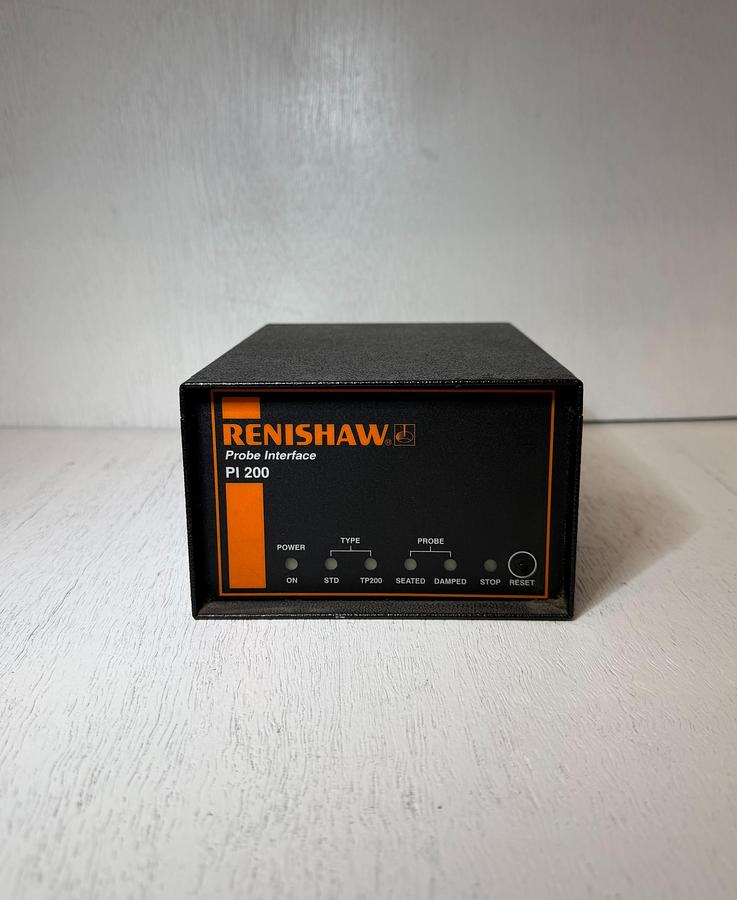 RENISHAW®
Probe Interface
PI 200
TYPE PROBE
POWER
ON STD TP200 SEATED DAMPED STOP RESET